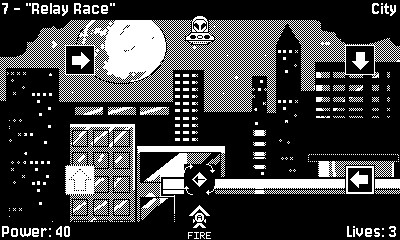 7 - "Relay Race"
City
FIRE
Power: 40
Lives: 3